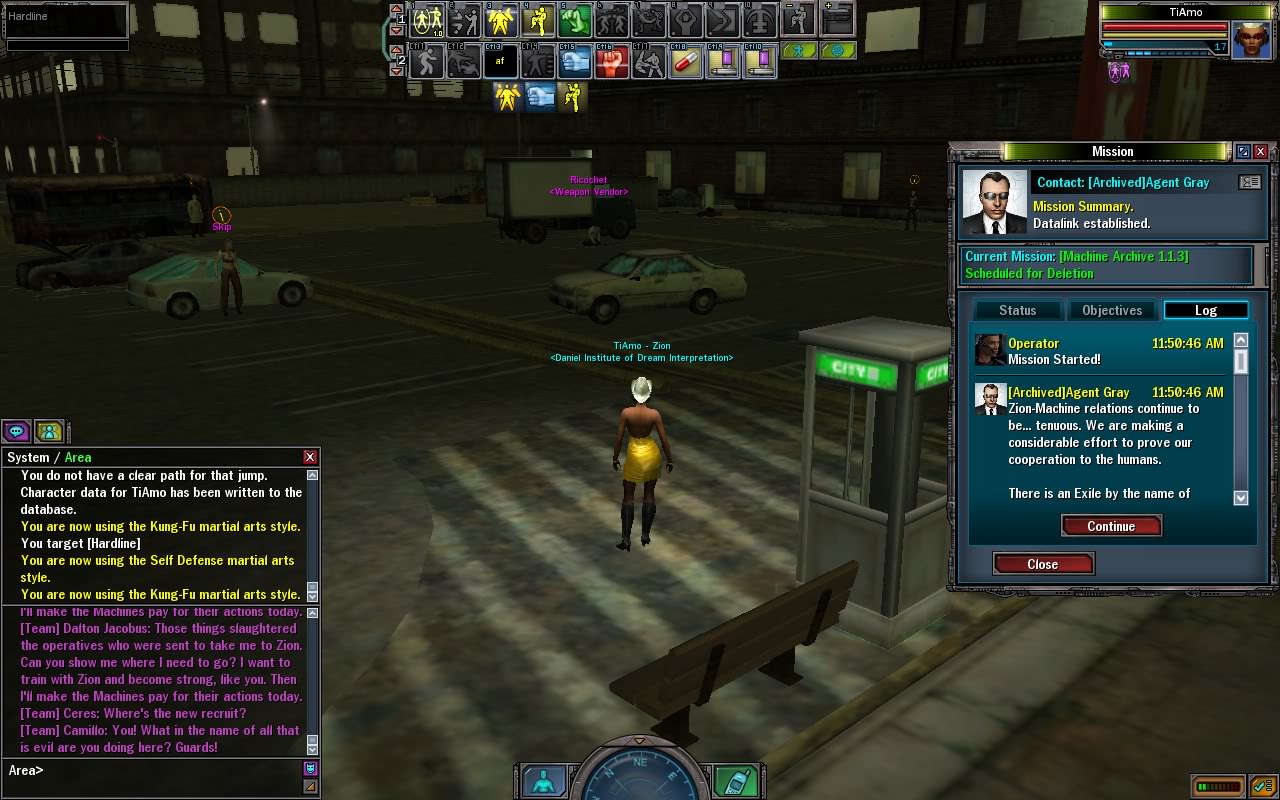 Hardline
1
2
1.0
Ctrl3
af
TiAmo
17
Ricochet
<Weapon Vendor>
Skip
TiAmo - Zion
<Daniel Institute of Dream Interpretation>
CITY
CIT
Mission
Contact: [Archived]Agent Gray
Mission Summary.
Datalink established.
Current Mission: [Machine Archive 1.1.3]
Scheduled for Deletion
Status Objectives Log
Operator 11:50:46 AM
Mission Started!
[Archived]Agent Gray 11:50:46 AM
Zion-Machine relations continue to
be... tenuous. We are making a
considerable effort to prove our
cooperation to the humans.
There is an Exile by the name of
Continue
Close
System / Area
You do not have a clear path for that jump.
Character data for TiAmo has been written to the
database.
You are now using the Kung-Fu martial arts style.
You target [Hardline]
You are now using the Self Defense martial arts
style.
You are now using the Kung-Fu martial arts style.
I'll make the Machines pay for their actions today.
[Team] Dalton Jacobus: Those things slaughtered
the operatives who were sent to take me to Zion.
Can you show me where I need to go? I want to
train with Zion and become strong, like you. Then
I'll make the Machines pay for their actions today.
[Team] Ceres: Where's the new recruit?
[Team] Camillo: You! What in the name of all that
is evil are you doing here? Guards!
Area>
N NE E